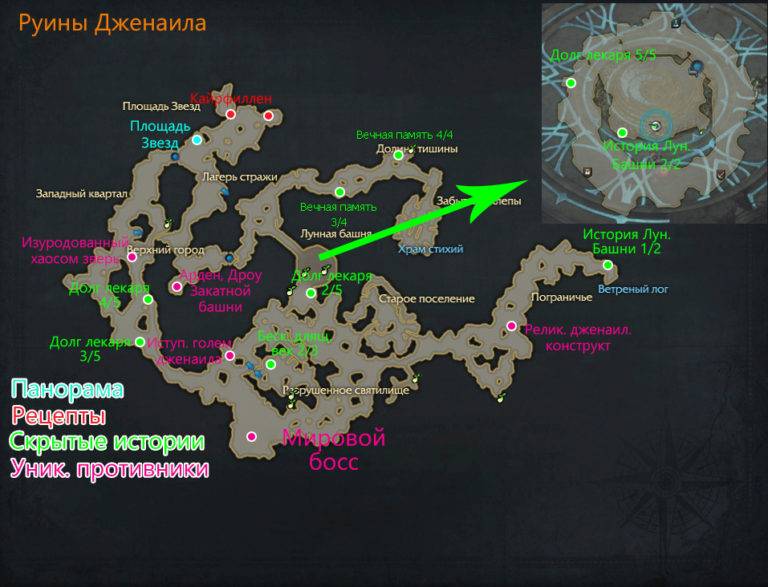 Руины Дженаила
Долг лекаря 5/5
История Лун.
Башни 2/2
Кайрфиллен
Площадь Звезд
Площадь
Звезд
Вечная память 4/4
Долина тишины
Лагерь стражи
Западный квартал
Вечная память
3/4
Лунная башня
Храм стихий
Изуродованный
хаосом зверь
Верхний город
История Лун.
Башни 1/2
Арден, Дроу
Закатной
башни
Долг лекаря
2/5
Долг лекаря
4/5
Ветреный лог
Пограничье
Старое поселение
Релик. дженаил.
конструкт
Долг лекаря
3/5
Иступ. голем
дженаила
Беск. длящ.
век 2/3
Разрушенное святилище
Панорама
Рецепты
Скрытые истории
Уник. противники
Мировой
босс